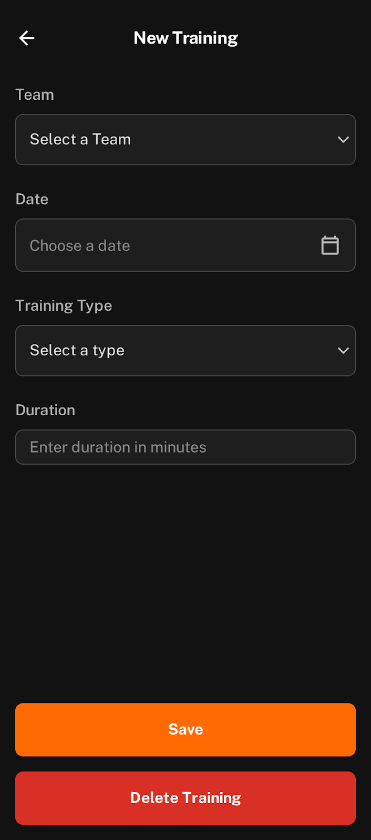 New Training
Team
Select a Team
Date
Choose a date
Training Type
Select a type
Duration
Enter duration in minutes
Save
Delete Training